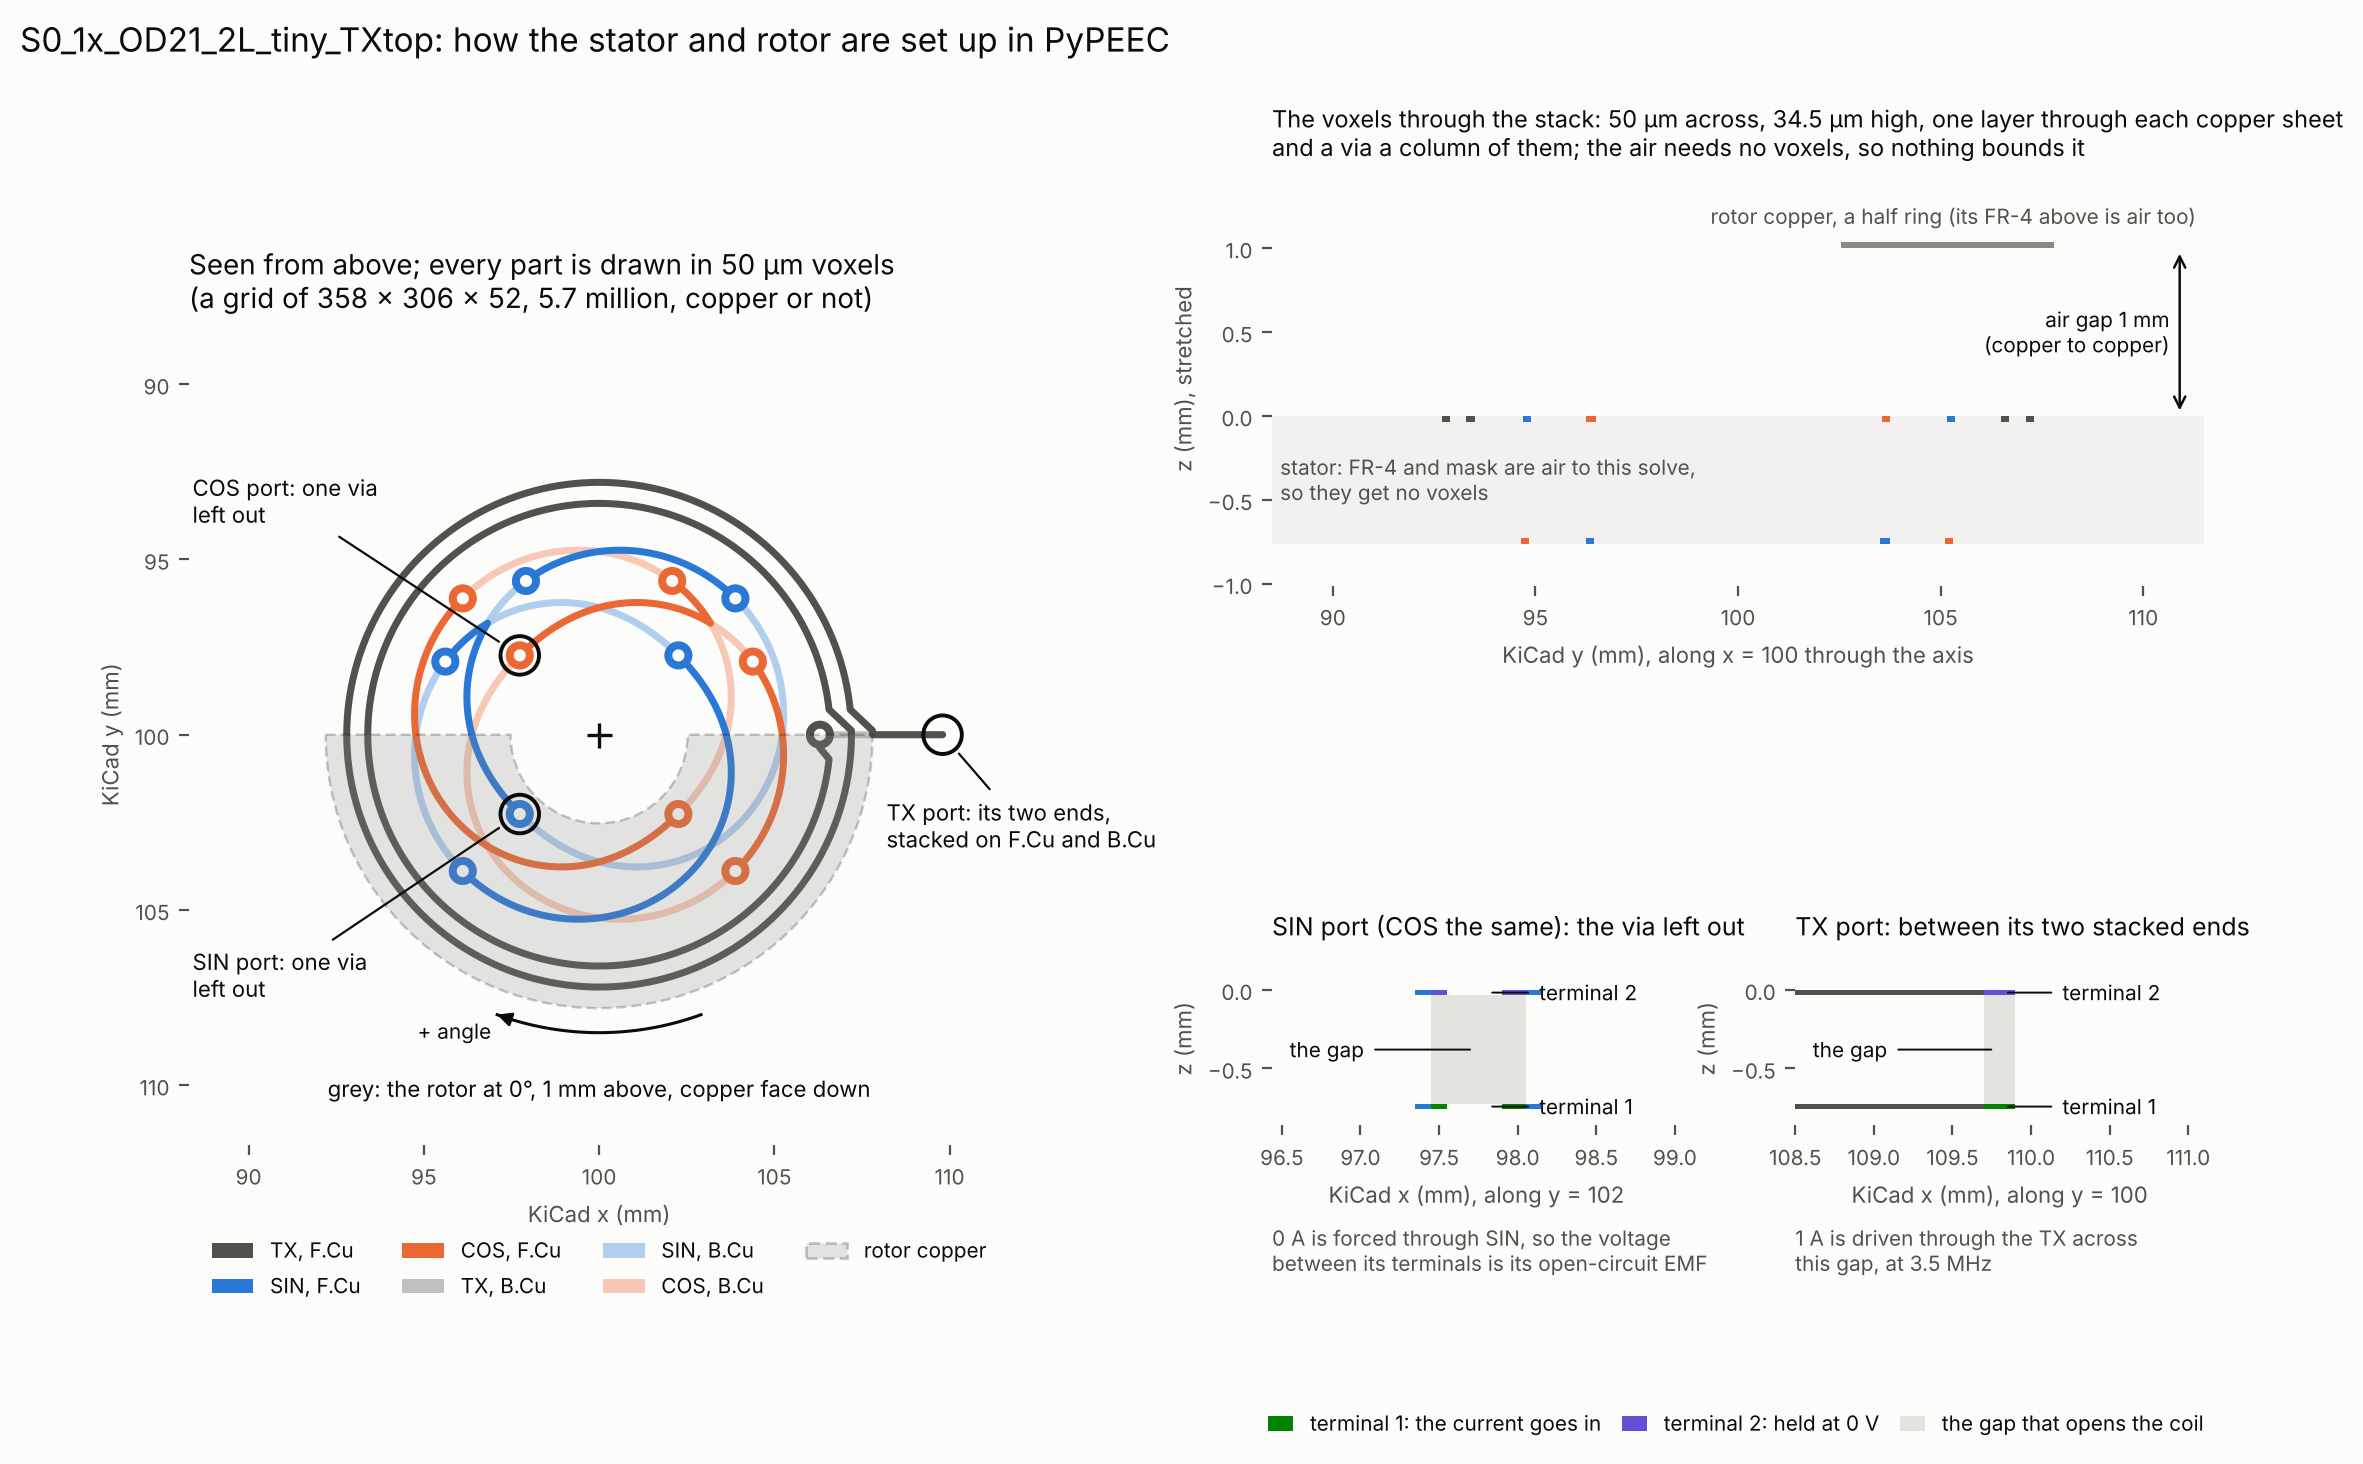 S0_1x_OD21_2L_tiny_TXtop: how the stator and rotor are set up in PyPEEC
Seen from above; every part is drawn in 50 µm voxels
(a grid of 358 × 306 × 52, 5.7 million, copper or not)
90
95
100
105
110
KiCad y (mm)
COS port: one via
left out
SIN port: one via
left out
TX port: its two ends,
stacked on F.Cu and B.Cu
+ angle
grey: the rotor at 0°, 1 mm above, copper face down
90
95
100
105
110
KiCad x (mm)
TX, F.Cu
COS, F.Cu
SIN, B.Cu
rotor copper
SIN, F.Cu
TX, B.Cu
COS, B.Cu
The voxels through the stack: 50 µm across, 34.5 µm high, one layer through each copper sheet
and a via a column of them; the air needs no voxels, so nothing bounds it
rotor copper, a half ring (its FR-4 above is air too)
1.0
0.5
0.0
−0.5
−1.0
z (mm), stretched
air gap 1 mm
(copper to copper)
stator: FR-4 and mask are air to this solve,
so they get no voxels
90
95
100
105
110
KiCad y (mm), along x = 100 through the axis
SIN port (COS the same): the via left out
0.0
−0.5
z (mm)
terminal 2
the gap
terminal 1
96.5
97.0
97.5
98.0
98.5
99.0
KiCad x (mm), along y = 102
0 A is forced through SIN, so the voltage
between its terminals is its open-circuit EMF
TX port: between its two stacked ends
0.0
−0.5
z (mm)
terminal 2
the gap
terminal 1
108.5
109.0
109.5
110.0
110.5
111.0
KiCad x (mm), along y = 100
1 A is driven through the TX across
this gap, at 3.5 MHz
terminal 1: the current goes in
terminal 2: held at 0 V
the gap that opens the coil